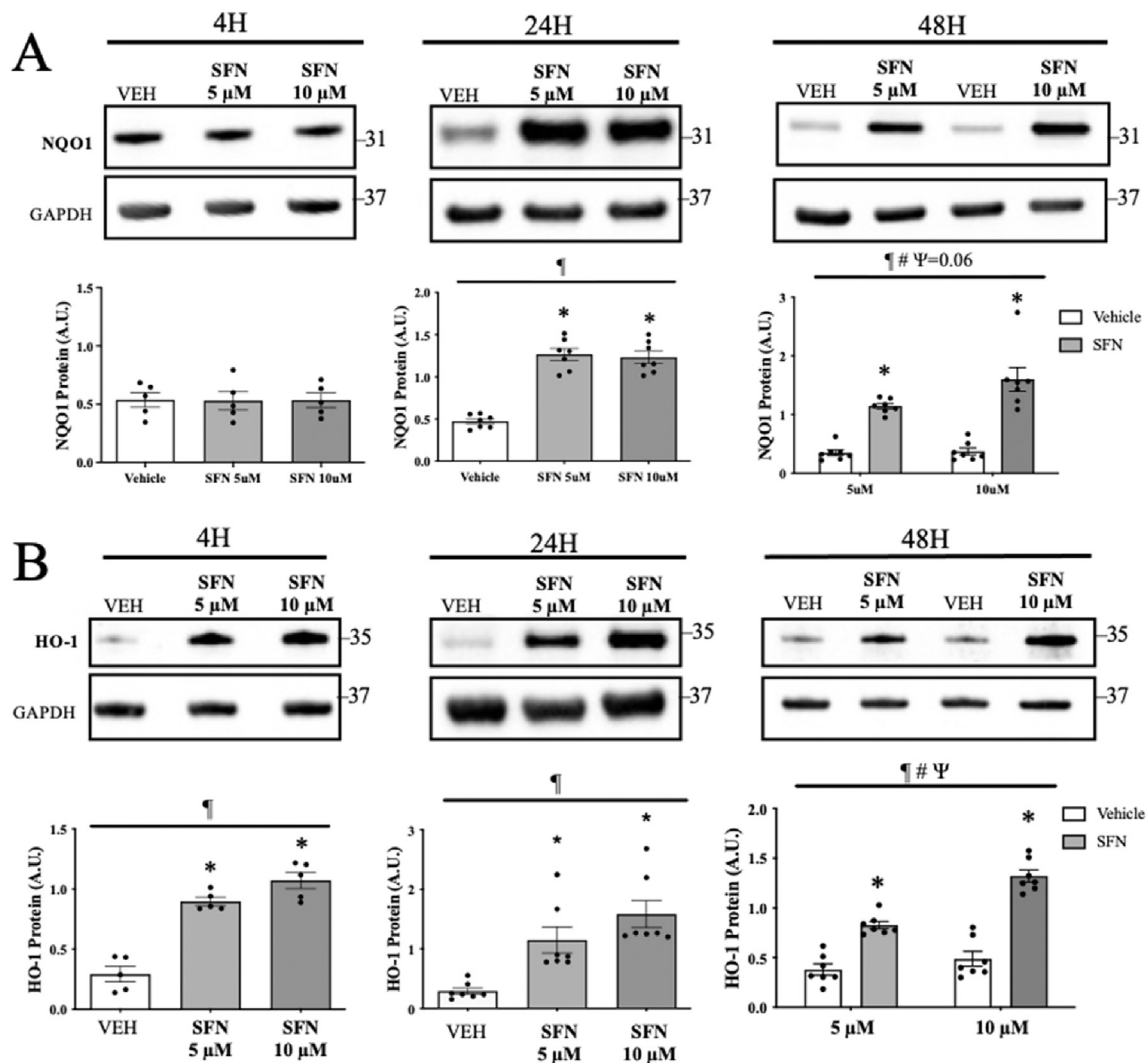 A
4H
24H
48H
VEH
SFN
5 µM
SFN
10 µM
VEH
SFN
5 µM
SFN
10 µM
VEH
SFN
5 µM
VEH
SFN
10 µM
NQO1
31
31
31
GAPDH
37
37
37
NQO1 Protein (A.U.)
1.5
1.0
0.5
0.0
Vehicle
SFN 5uM
SFN 10uM
¶
NQO1 Protein (A.U.)
2.0
1.5
1.0
0.5
0.0
*
*
Vehicle
SFN 5uM
SFN 10uM
¶ # Ψ=0.06
NQO1 Protein (A.U.)
3
2
1
0
*
*
Vehicle
SFN
5uM
10uM
B
4H
24H
48H
VEH
SFN
5 µM
SFN
10 µM
VEH
SFN
5 µM
SFN
10 µM
VEH
SFN
5 µM
VEH
SFN
10 µM
HO-1
35
35
35
GAPDH
37
37
37
¶
HO-1 Protein (A.U.)
1.5
1.0
0.5
0.0
*
*
VEH
SFN
5 µM
SFN
10 µM
¶
HO-1 Protein (A.U.)
3
2
1
0
*
*
VEH
SFN
5 µM
SFN
10 µM
¶ # Ψ
HO-1 Protein (A.U.)
2.0
1.5
1.0
0.5
0.0
*
*
Vehicle
SFN
5 µM
10 µM